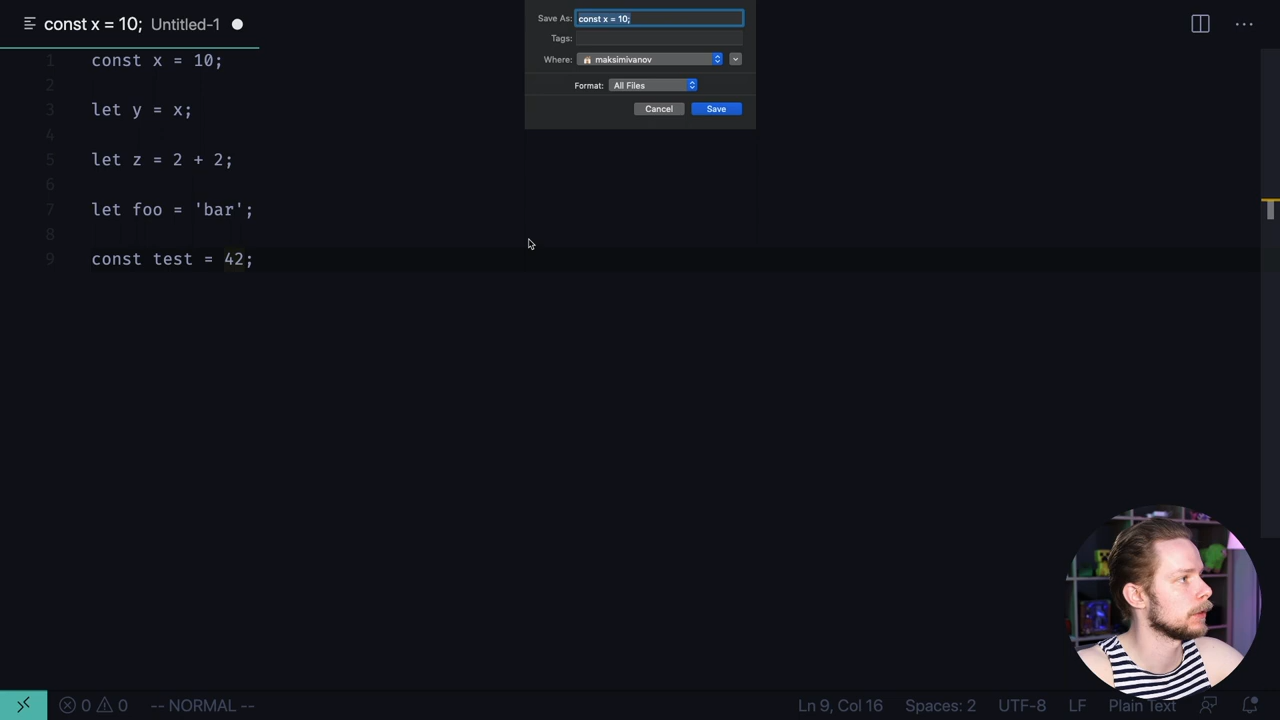 const x = 10; Untitled-1
Save As: const x = 10;
Tags:
Where: maksimivanov
Format: All Files
Cancel Save
1 const x = 10;
2
3 let y = x;
4
5 let z = 2 + 2;
6
7 let foo = 'bar';
8
9 const test = 42;
0 0 -- NORMAL -- Ln 9, Col 16 Spaces: 2 UTF-8 LF Plain Text